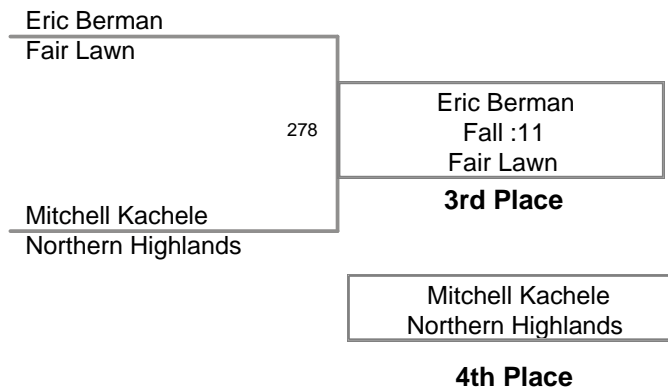 Eric Berman
Fair Lawn
278
Eric Berman
Fall :11
Fair Lawn
3rd Place
Mitchell Kachele
Northern Highlands
Mitchell Kachele
Northern Highlands
4th Place